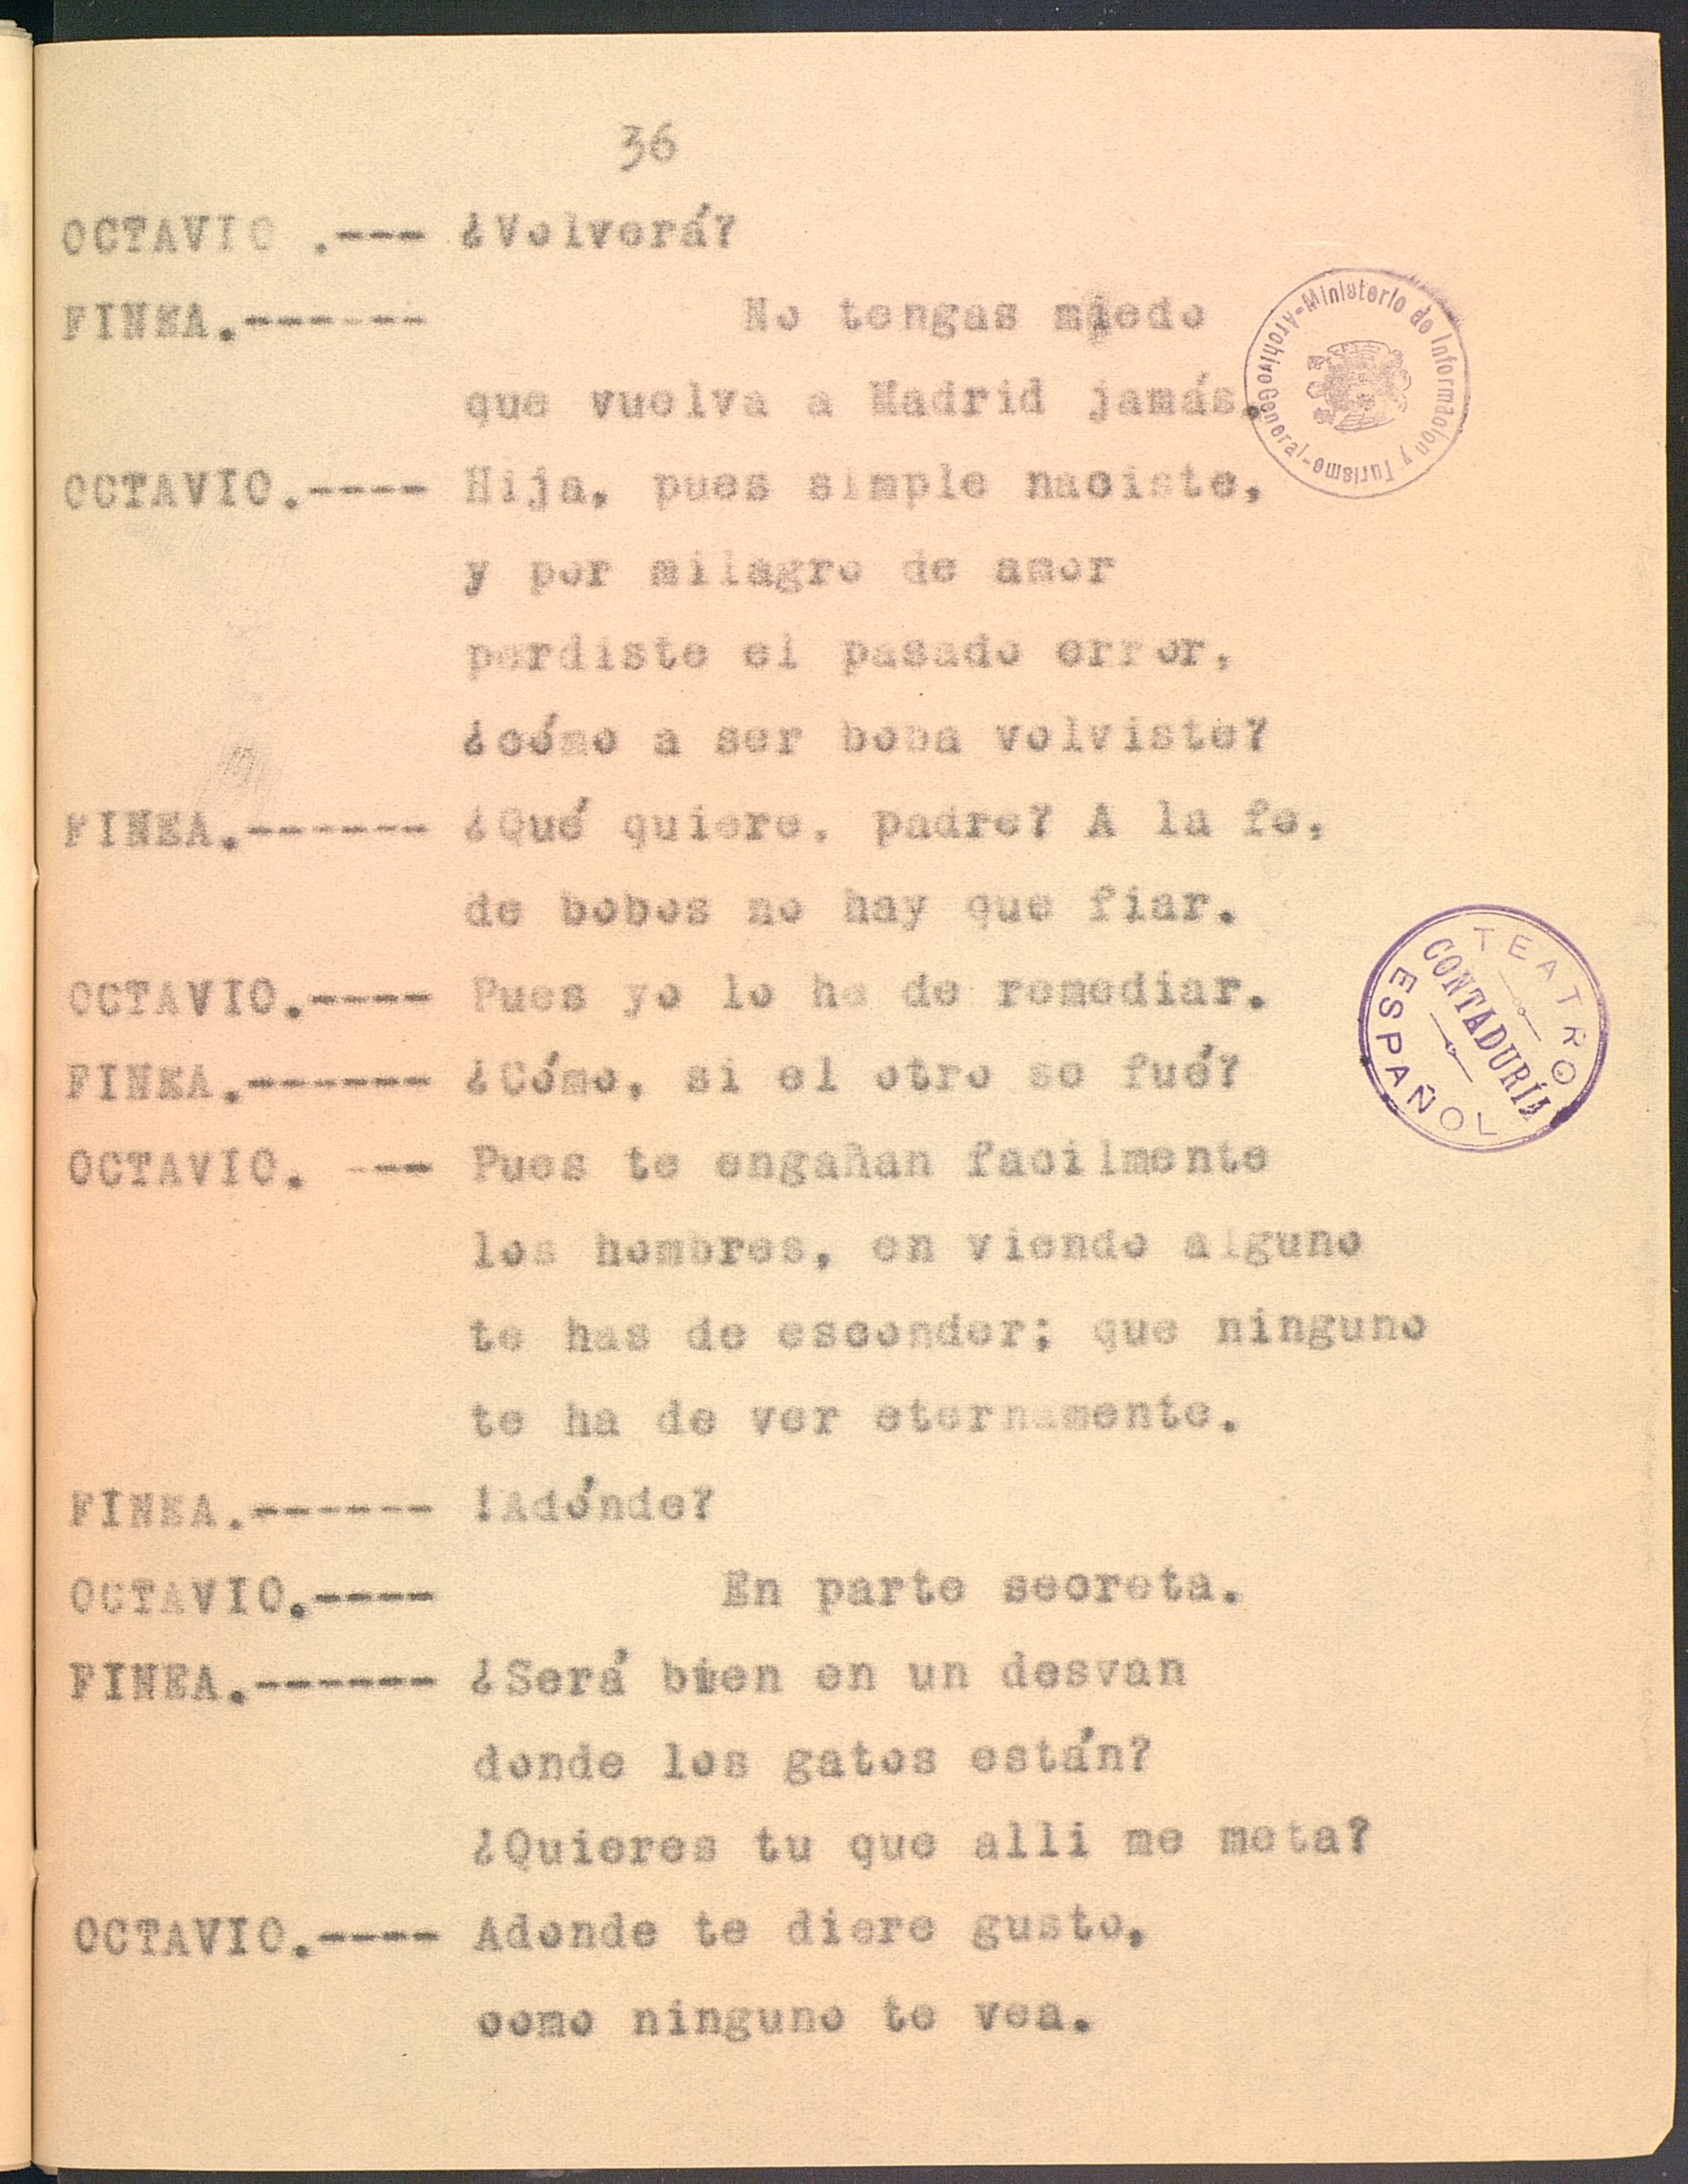 36
OCTAVIO .--- ¿Volverá?
FINEA.------ No tengas miedo
que vuelva a Madrid jamás.
OCTAVIO.---- Hija, pues simple naciste,
y por milagro de amor
perdiste el pasado error,
¿cómo a ser boba volviste?
FINEA.------ ¿Qué quiere, padre? A la fe,
de bobos no hay que fiar.
OCTAVIO.---- Pues yo lo he de remediar.
FINEA.------ ¿Cómo, si el otro se fué?
OCTAVIO. --- Pues te engañan facilmente
los hombres, en viendo alguno
te has de esconder; que ninguno
te ha de ver eternamente.
FINEA.------ !Adónde?
OCTAVIO.---- En parte secreta.
FINEA.------ ¿Será bien en un desvan
donde los gatos están?
¿Quieres tu que alli me meta?
OCTAVIO.---- Adonde te diere gusto,
como ninguno te vea.
Ministerio de Información y Turismo-Archivo General-
TEATRO
CONTADURÍA
ESPAÑOL